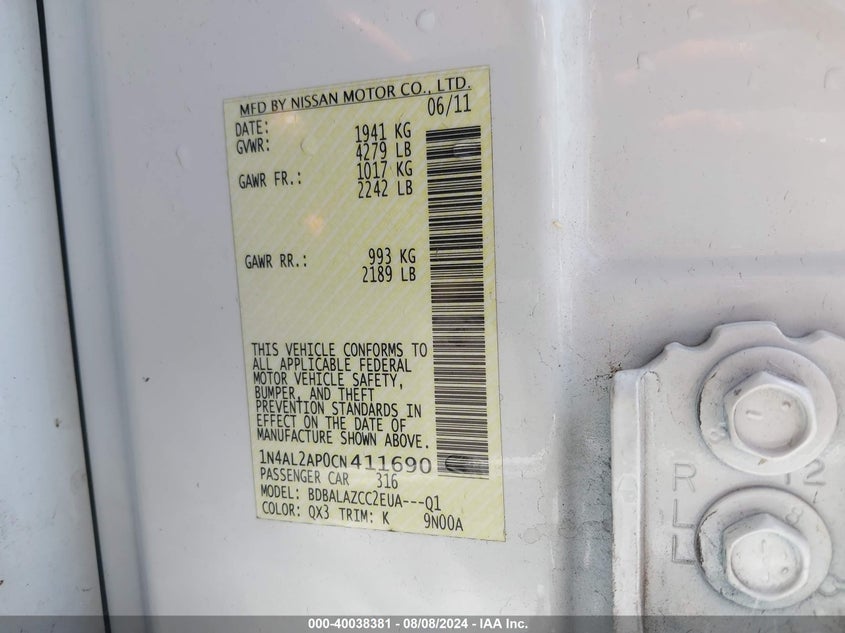 MFD BY NISSAN MOTOR CO., LTD.
DATE: 06/11
GVWR: 1941 KG
4279 LB
GAWR FR.: 1017 KG
2242 LB
GAWR RR.: 993 KG
2189 LB
THIS VEHICLE CONFORMS TO
ALL APPLICABLE FEDERAL
MOTOR VEHICLE SAFETY,
BUMPER, AND THEFT
PREVENTION STANDARDS IN
EFFECT ON THE DATE OF
MANUFACTURE SHOWN ABOVE.
1N4AL2AP0CN411690
PASSENGER CAR 316
MODEL: BDBALAZCC2EUA---Q1
COLOR: QX3 TRIM: K 9N00A
R 12
L 8
L
000-40038381 - 08/08/2024 - IAA Inc.